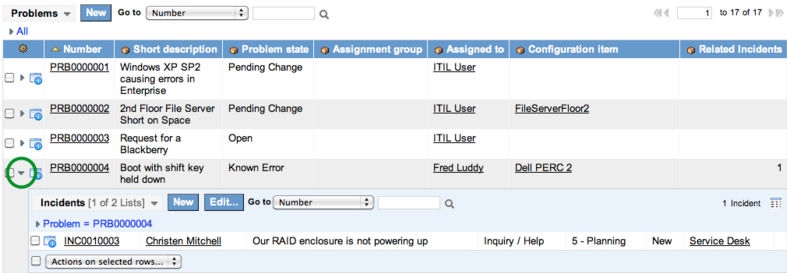 Problems New Go to Number 1 to 17 of 17
All
Number Short description Problem state Assignment group Assigned to Configuration item Related Incidents
PRB0000001 Windows XP SP2 Pending Change ITIL User
causing errors in
Enterprise
PRB0000002 2nd Floor File Server Pending Change ITIL User FileServerFloor2
Short on Space
PRB0000003 Request for a Open ITIL User
Blackberry
PRB0000004 Boot with shift key Known Error Fred Luddy Dell PERC 2 1
held down
Incidents [1 of 2 Lists] New Edit... Go to Number 1 Incident
Problem = PRB0000004
INC0010003 Christen Mitchell Our RAID enclosure is not powering up Inquiry / Help 5 - Planning New Service Desk
Actions on selected rows...